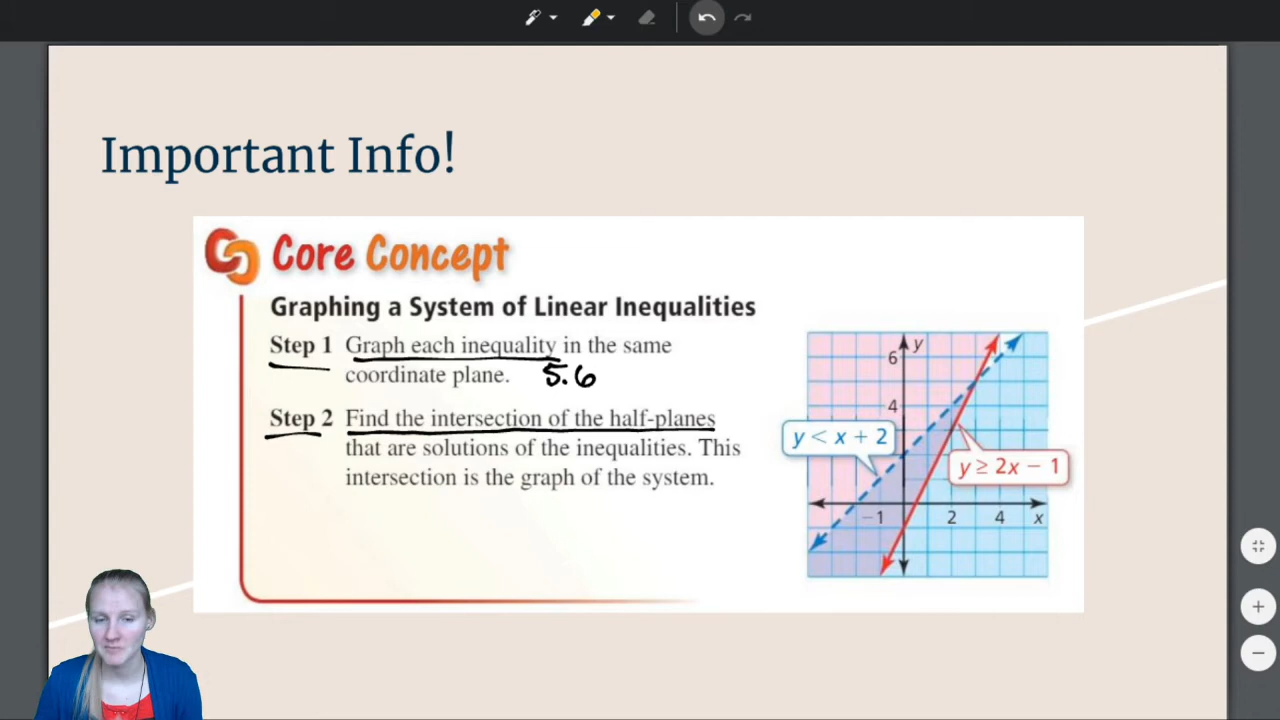 Important Info!
Core Concept
Graphing a System of Linear Inequalities
Step 1 Graph each inequality in the same
coordinate plane. 5.6
Step 2 Find the intersection of the half-planes
that are solutions of the inequalities. This
intersection is the graph of the system.
y
6
4
y < x + 2
y ≥ 2x − 1
−1 2 4 x